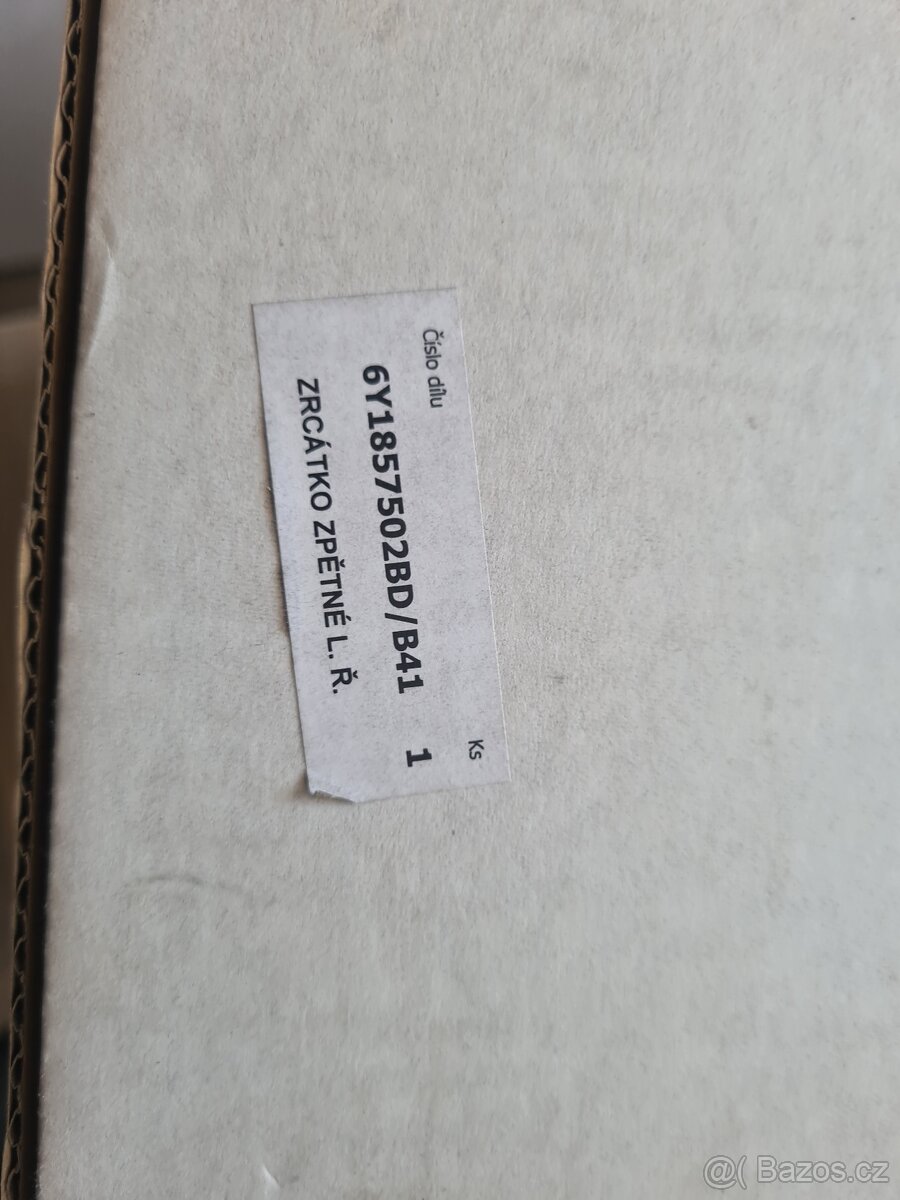 Číslo dílu Ks
6Y1857502BD/B41 1
ZRCÁTKO ZPĚTNÉ L. Ř.
@( Bazos.cz